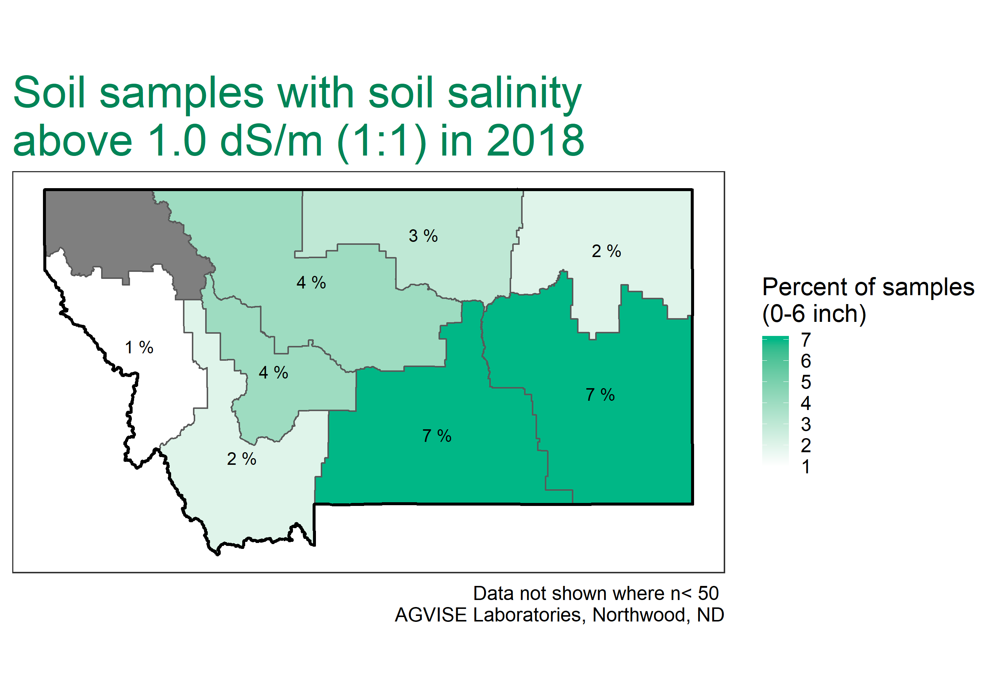 Soil samples with soil salinity
above 1.0 dS/m (1:1) in 2018
3 %
2 %
4 %
1 %
4 %
7 %
7 %
2 %
Percent of samples
(0-6 inch)
7
6
5
4
3
2
1
Data not shown where n< 50
AGVISE Laboratories, Northwood, ND